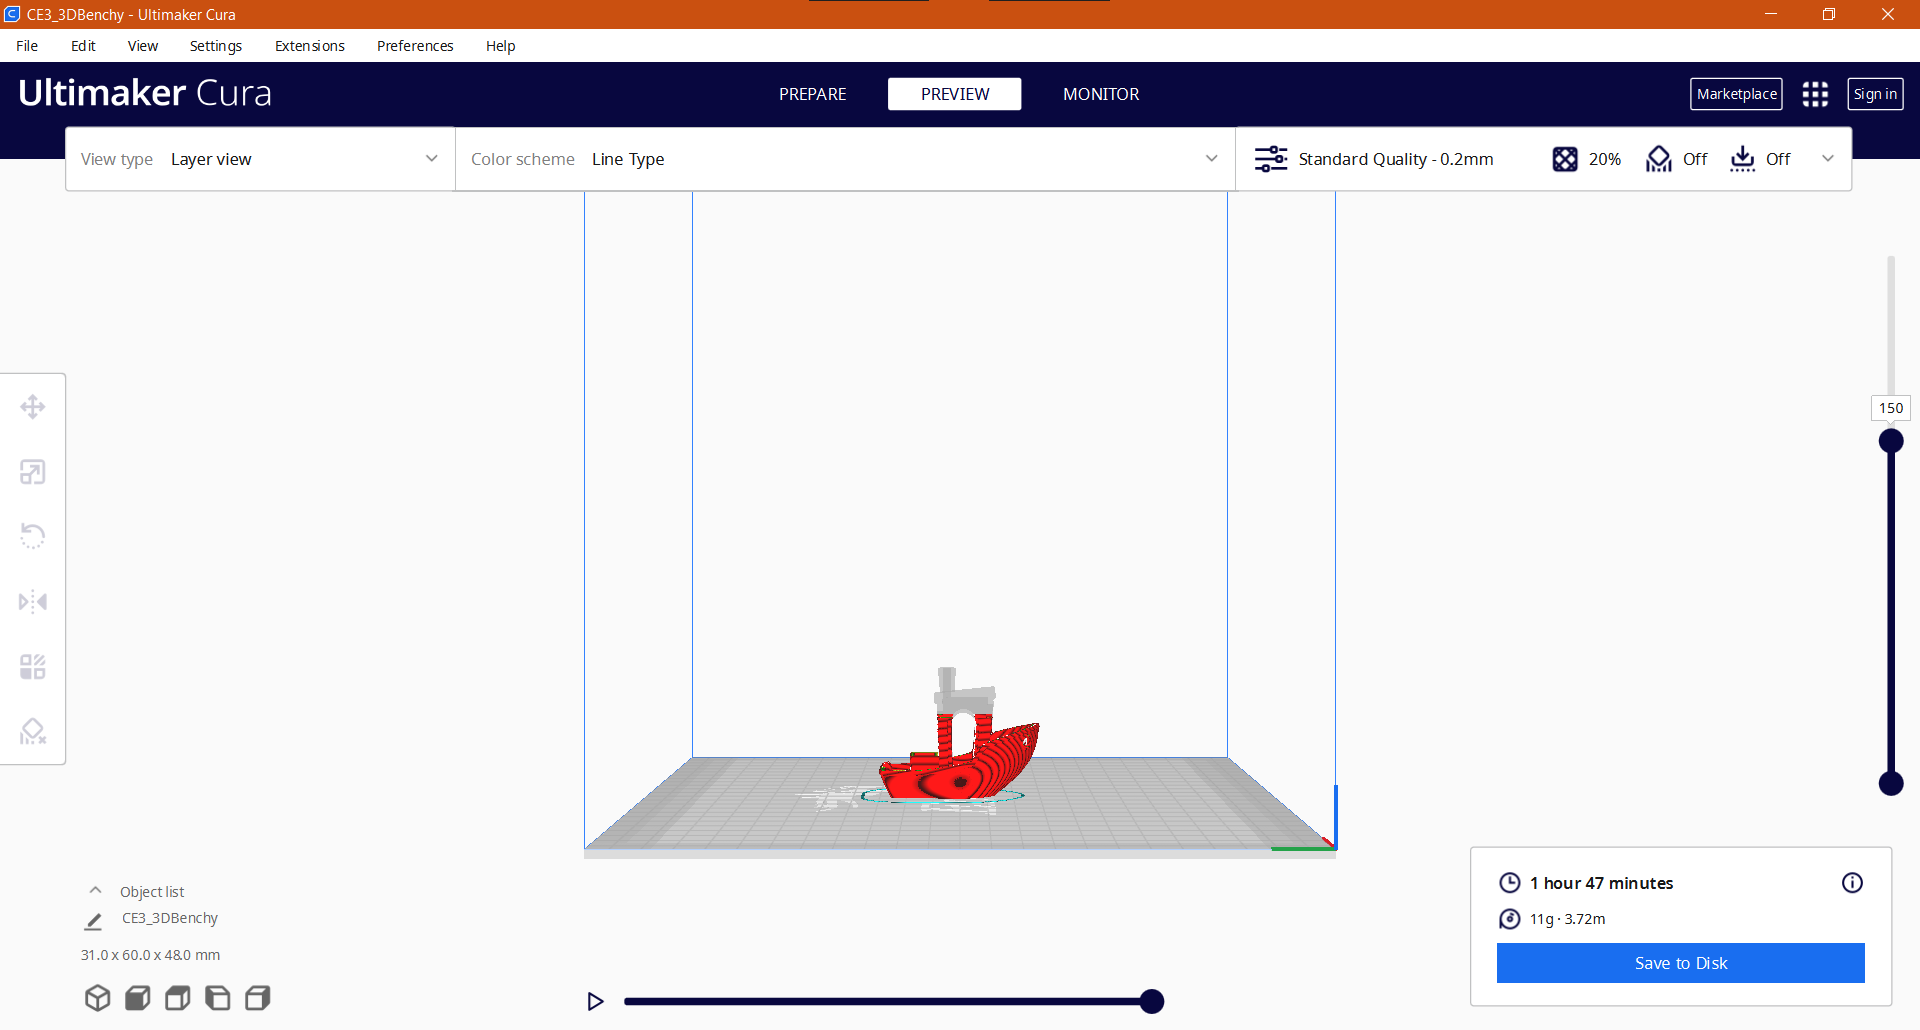 CE3_3DBenchy - Ultimaker Cura
File Edit View Settings Extensions Preferences Help
Ultimaker Cura
PREPARE PREVIEW MONITOR
Marketplace
Sign in
View type Layer view
Color scheme Line Type
Standard Quality - 0.2mm 20% Off Off
150
Object list
CE3_3DBenchy
31.0 x 60.0 x 48.0 mm
1 hour 47 minutes
11g · 3.72m
Save to Disk